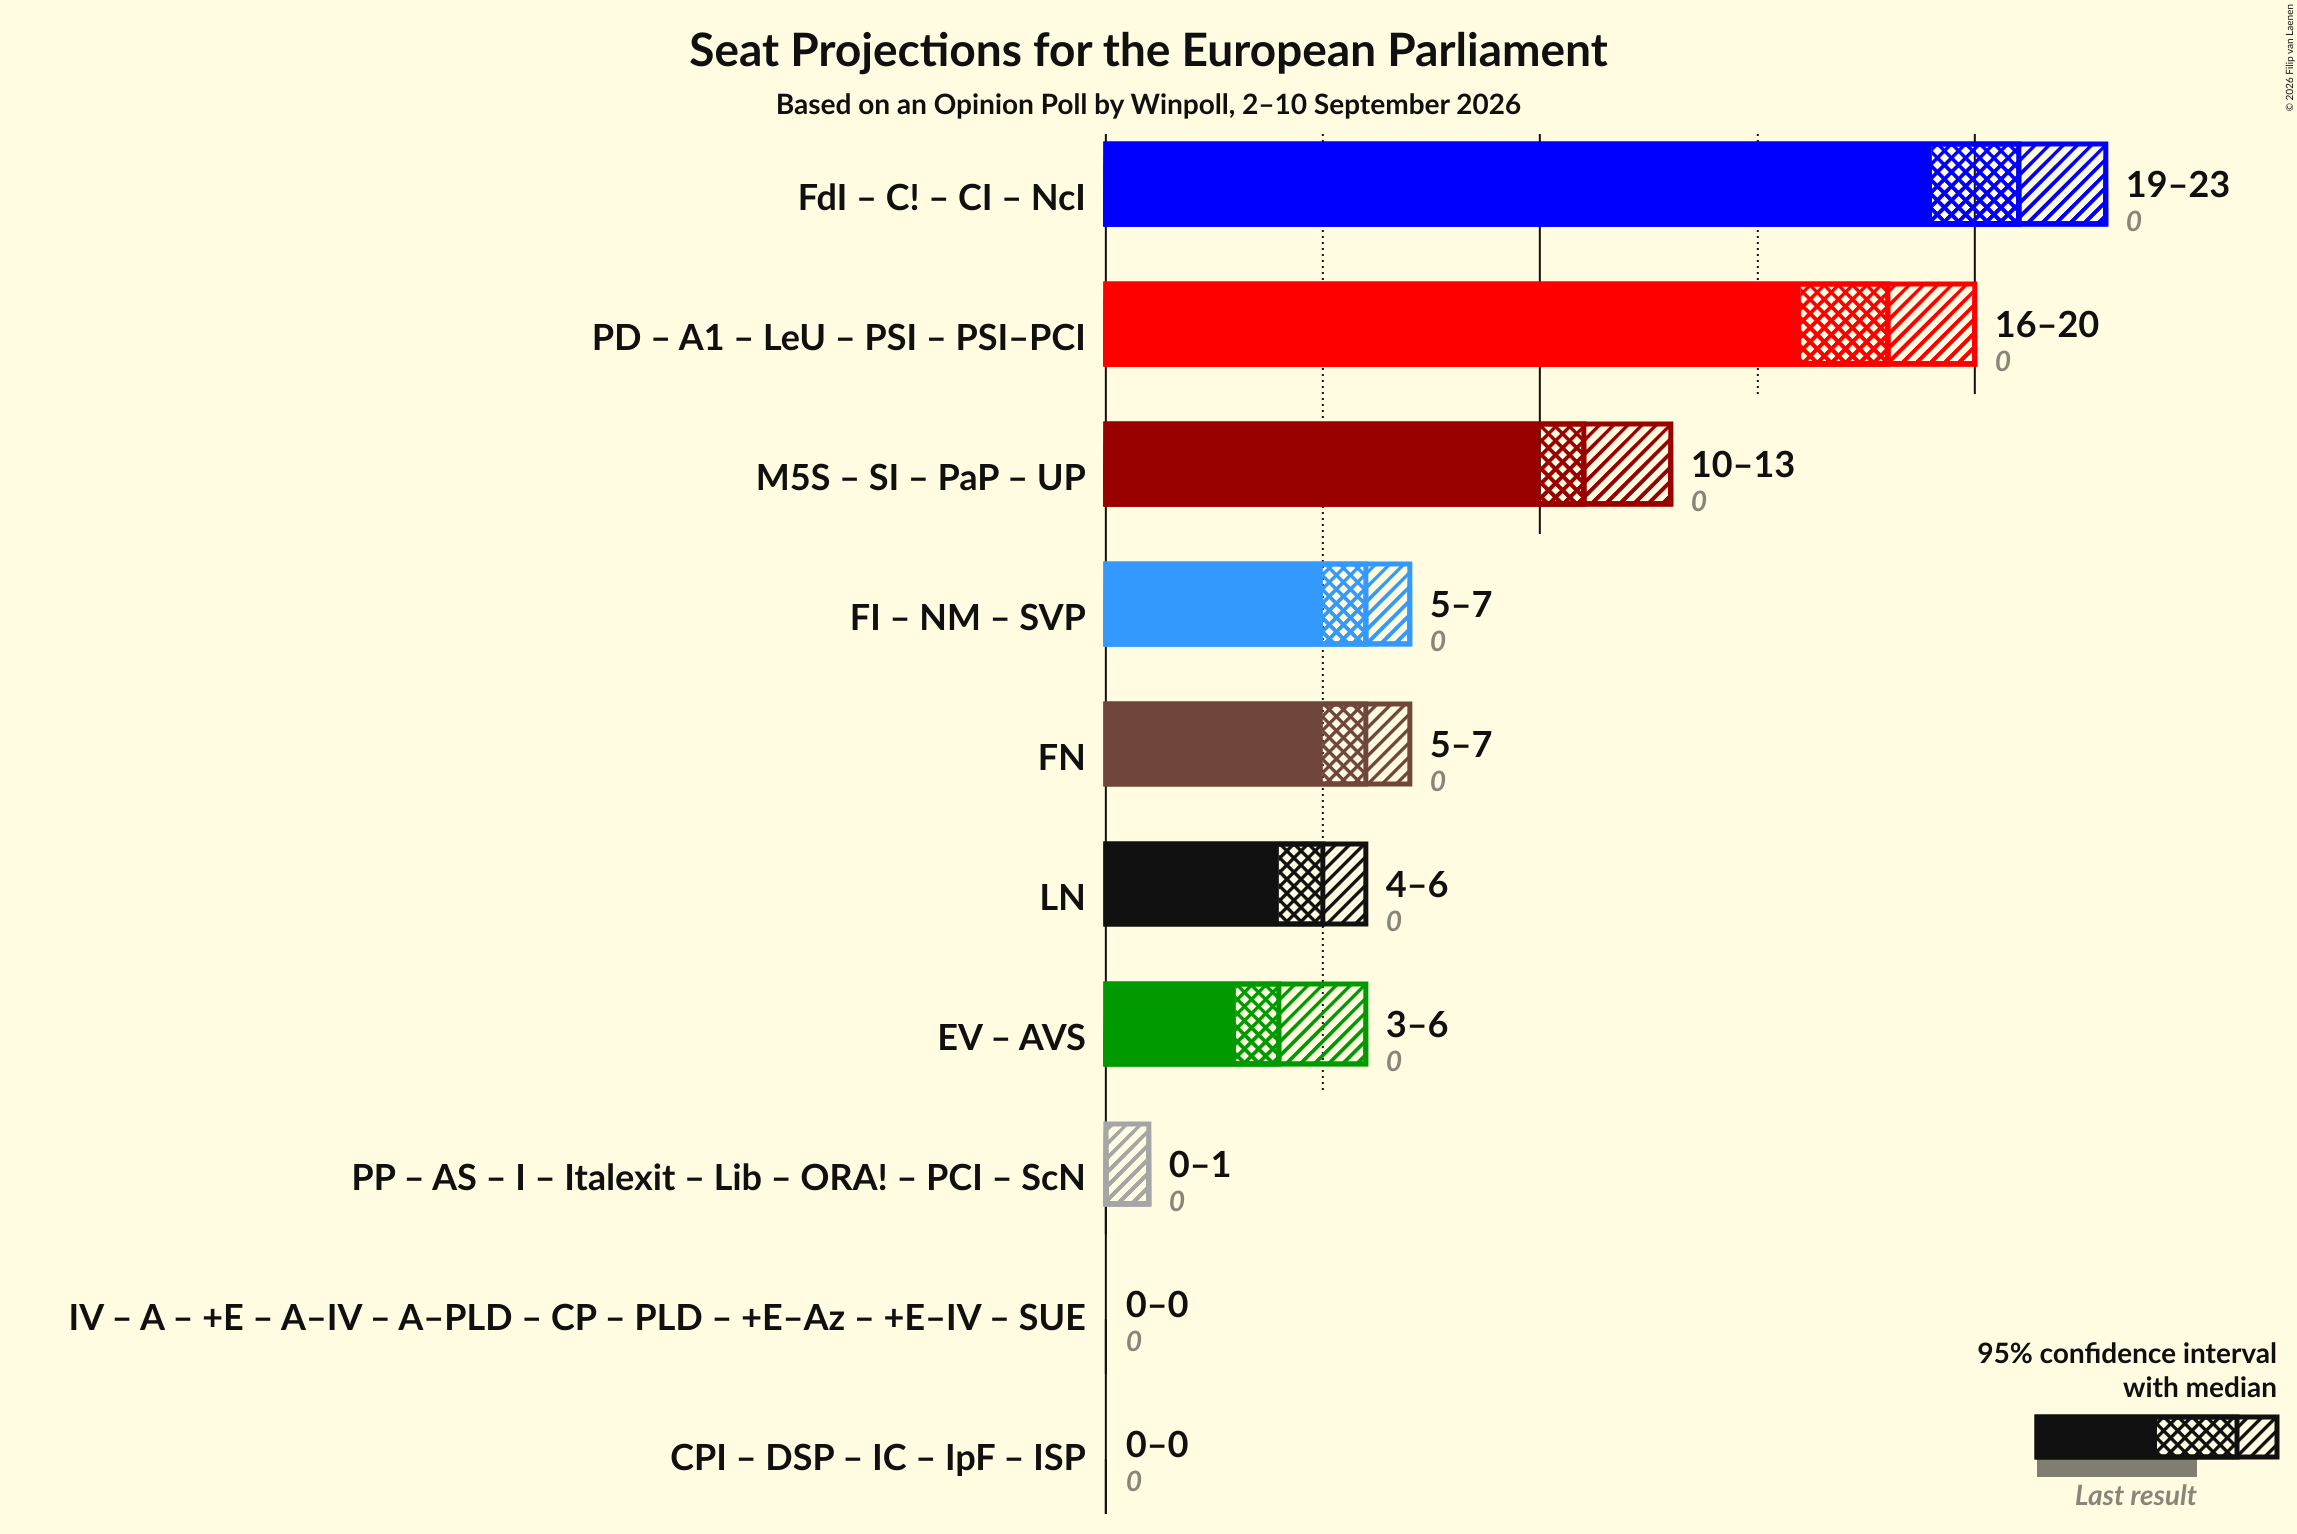 Seat Projections for the European Parliament
Based on an Opinion Poll by Winpoll, 2–10 September 2026
© 2026 Filip van Laenen
FdI – C! – CI – NcI
19–23
0
PD – A1 – LeU – PSI – PSI–PCI
16–20
0
M5S – SI – PaP – UP
10–13
0
FI – NM – SVP
5–7
0
FN
5–7
0
LN
4–6
0
EV – AVS
3–6
0
PP – AS – I – Italexit – Lib – ORA! – PCI – ScN
0–1
0
IV – A – +E – A–IV – A–PLD – CP – PLD – +E–Az – +E–IV – SUE
0–0
0
CPI – DSP – IC – IpF – ISP
0–0
0
95% confidence interval
with median
Last result